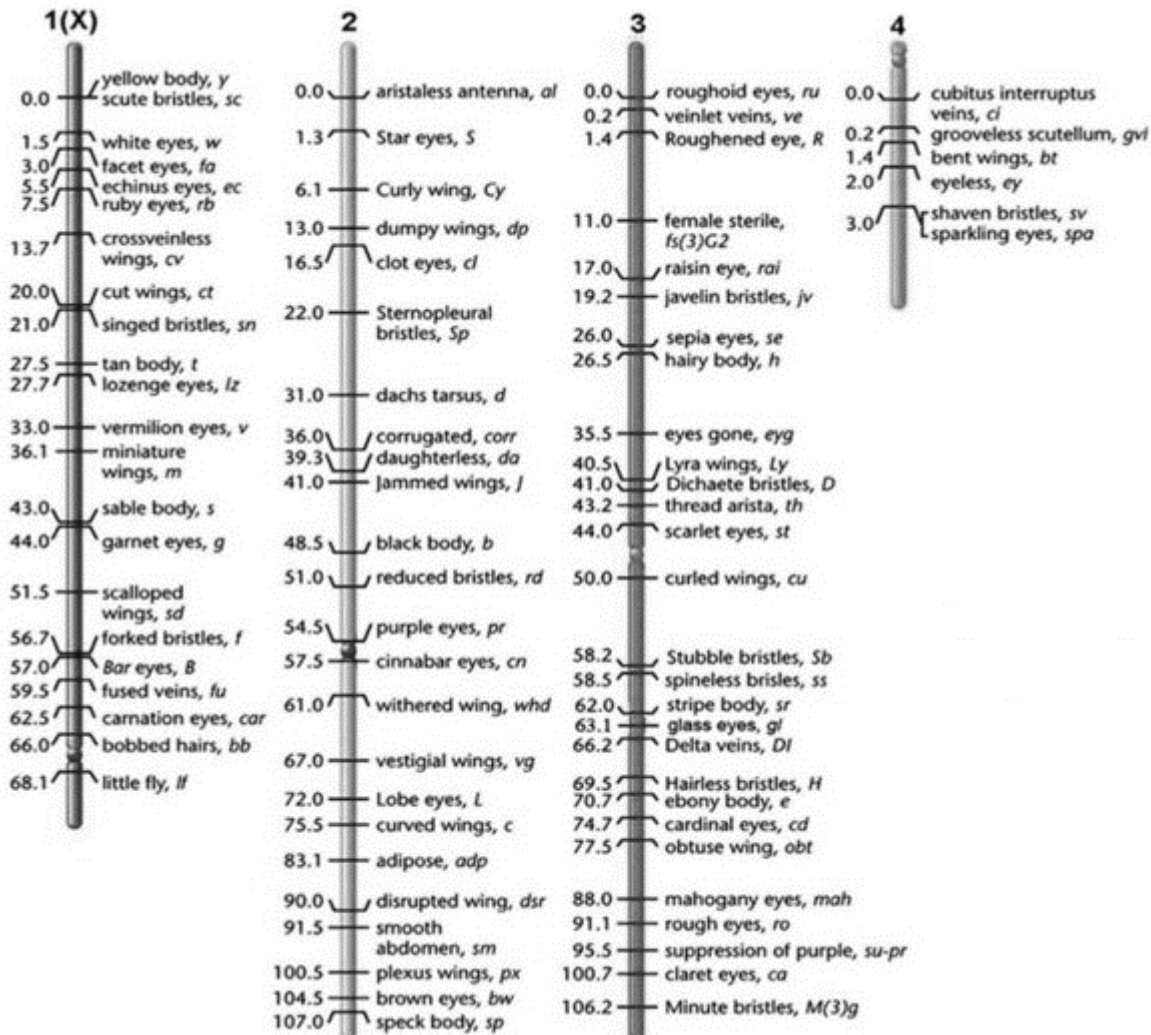 1(X)
yellow body, y
0.0 scute bristles, sc
1.5 white eyes, w
3.0 facet eyes, fa
5.5 echinus eyes, ec
7.5 ruby eyes, rb
crossveinless
13.7 wings, cv
20.0 cut wings, ct
21.0 singed bristles, sn
27.5 tan body, t
27.7 lozenge eyes, lz
33.0 vermilion eyes, v
36.1 miniature
wings, m
43.0 sable body, s
44.0 garnet eyes, g
51.5 scalloped
wings, sd
56.7 forked bristles, f
57.0 Bar eyes, B
59.5 fused veins, fu
62.5 carnation eyes, car
66.0 bobbed hairs, bb
68.1 little fly, lf
2
0.0 aristaless antenna, al
1.3 Star eyes, S
6.1 Curly wing, Cy
13.0 dumpy wings, dp
16.5 clot eyes, cl
22.0 Sternopleural
bristles, Sp
31.0 dachs tarsus, d
36.0 corrugated, corr
39.3 daughterless, da
41.0 Jammed wings, J
48.5 black body, b
51.0 reduced bristles, rd
54.5 purple eyes, pr
57.5 cinnabar eyes, cn
61.0 withered wing, whd
67.0 vestigial wings, vg
72.0 Lobe eyes, L
75.5 curved wings, c
83.1 adipose, adp
90.0 disrupted wing, dsr
91.5 smooth
abdomen, sm
100.5 plexus wings, px
104.5 brown eyes, bw
107.0 speck body, sp
3
0.0 roughoid eyes, ru
0.2 veinlet veins, ve
1.4 Roughened eye, R
11.0 female sterile,
fs(3)G2
17.0 raisin eye, rai
19.2 javelin bristles, jv
26.0 sepia eyes, se
26.5 hairy body, h
35.5 eyes gone, eyg
40.5 Lyra wings, Ly
41.0 Dichaete bristles, D
43.2 thread arista, th
44.0 scarlet eyes, st
50.0 curled wings, cu
58.2 Stubble bristles, Sb
58.5 spineless brisles, ss
62.0 stripe body, sr
63.1 glass eyes, gl
66.2 Delta veins, Dl
69.5 Hairless bristles, H
70.7 ebony body, e
74.7 cardinal eyes, cd
77.5 obtuse wing, obt
88.0 mahogany eyes, mah
91.1 rough eyes, ro
95.5 suppression of purple, su-pr
100.7 claret eyes, ca
106.2 Minute bristles, M(3)g
4
0.0 cubitus interruptus
veins, ci
0.2 grooveless scutellum, gvl
1.4 bent wings, bt
2.0 eyeless, ey
3.0 shaven bristles, sv
sparkling eyes, spa